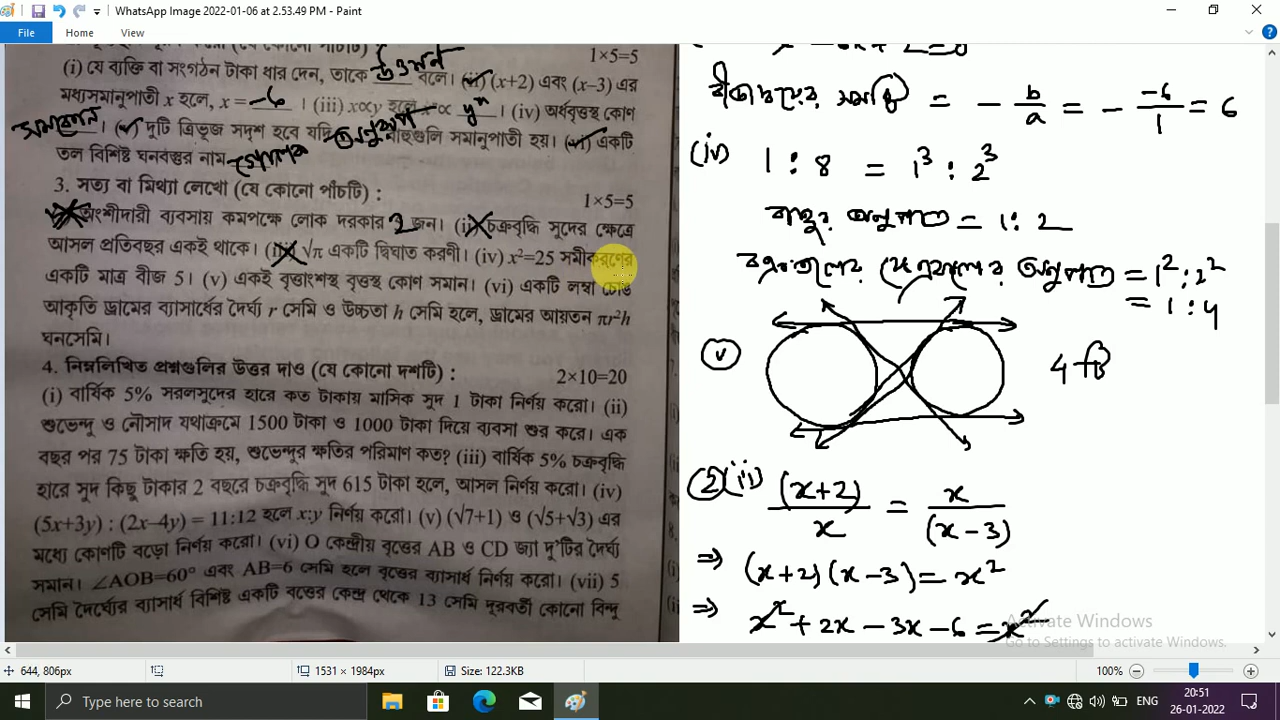 WhatsApp Image 2022-01-06 at 2.53.49 PM - Paint
File Home View
1×5=5
(i) যে ব্যক্তি বা সংগঠন টাকা ধার দেন, তাকে উত্তমর্ন বলে। (ii) (x+2) এবং (x–3) এর
মধ্যসমানুপাতী x হলে, x = –6 । (iii) x∝y হলে xⁿ ∝ yⁿ । (iv) অর্ধবৃত্তস্থ কোণ
সমকোন । (v) দুটি ত্রিভূজ সদৃশ হবে যদি অনুরূপ বাহুগুলি সমানুপাতী হয়। (vi) একটি
তল বিশিষ্ট ঘনবস্তুর নাম গোলক
3. সত্য বা মিথ্যা লেখো (যে কোনো পাঁচটি) :
1×5=5
অংশীদারী ব্যবসায় কমপক্ষে লোক দরকার 2 জন। (ii) চক্রবৃদ্ধি সুদের ক্ষেত্রে
আসল প্রতিবছর একই থাকে। √π একটি দ্বিঘাত করণী। (iv) x²=25 সমীকরণের
একটি মাত্র বীজ 5। (v) একই বৃত্তাংশস্থ বৃত্তস্থ কোণ সমান। (vi) একটি লম্বা চোঙ
আকৃতি ড্রামের ব্যাসার্ধের দৈর্ঘ্য r সেমি ও উচ্চতা h সেমি হলে, ড্রামের আয়তন πr²h
ঘনসেমি।
4. নিম্নলিখিত প্রশ্নগুলির উত্তর দাও (যে কোনো দশটি) :
2×10=20
(i) বার্ষিক 5% সরলসুদের হারে কত টাকায় মাসিক সুদ 1 টাকা নির্ণয় করো। (ii)
শুভেন্দু ও নৌসাদ যথাক্রমে 1500 টাকা ও 1000 টাকা দিয়ে ব্যবসা শুরু করে। এক
বছর পর 75 টাকা ক্ষতি হয়, শুভেন্দুর ক্ষতির পরিমাণ কত? (iii) বার্ষিক 5% চক্রবৃদ্ধি
হারে সুদ কিছু টাকার 2 বছরে চক্রবৃদ্ধি সুদ 615 টাকা হলে, আসল নির্ণয় করো। (iv)
(5x+3y) : (2x–4y) = 11:12 হলে x:y নির্ণয় করো। (v) (√7+1) ও (√5+√3) এর
মধ্যে কোণটি বড়ো নির্ণয় করো। (vi) O কেন্দ্রীয় বৃত্তের AB ও CD জ্যা দু'টির দৈর্ঘ্য
সমান। ∠AOB=60° এবং AB=6 সেমি হলে বৃত্তের ব্যাসার্ধ নির্ণয় করো। (vii) 5
সেমি দৈর্ঘ্যের ব্যাসার্ধ বিশিষ্ট একটি বৃত্তের কেন্দ্র থেকে 13 সেমি দূরবর্তী কোনো বিন্দু
বীজদ্বয়ের সমষ্টি = – b/a = – –6/1 = 6
(iv) 1 : 8 = 1³ : 2³
বাহুর অনুপাত = 1 : 2
ক্ষেত্রফলের অনুপাত = 1² : 2²
= 1 : 4
(v) 4 টি
2 (ii) (x+2)/x = x/(x–3)
⇒ (x+2)(x–3) = x²
⇒ x² + 2x – 3x – 6 = x²
Activate Windows
Go to Settings to activate Windows.
644, 806px 1531 × 1984px Size: 122.3KB 100%
Type here to search
ENG 20:51
26-01-2022